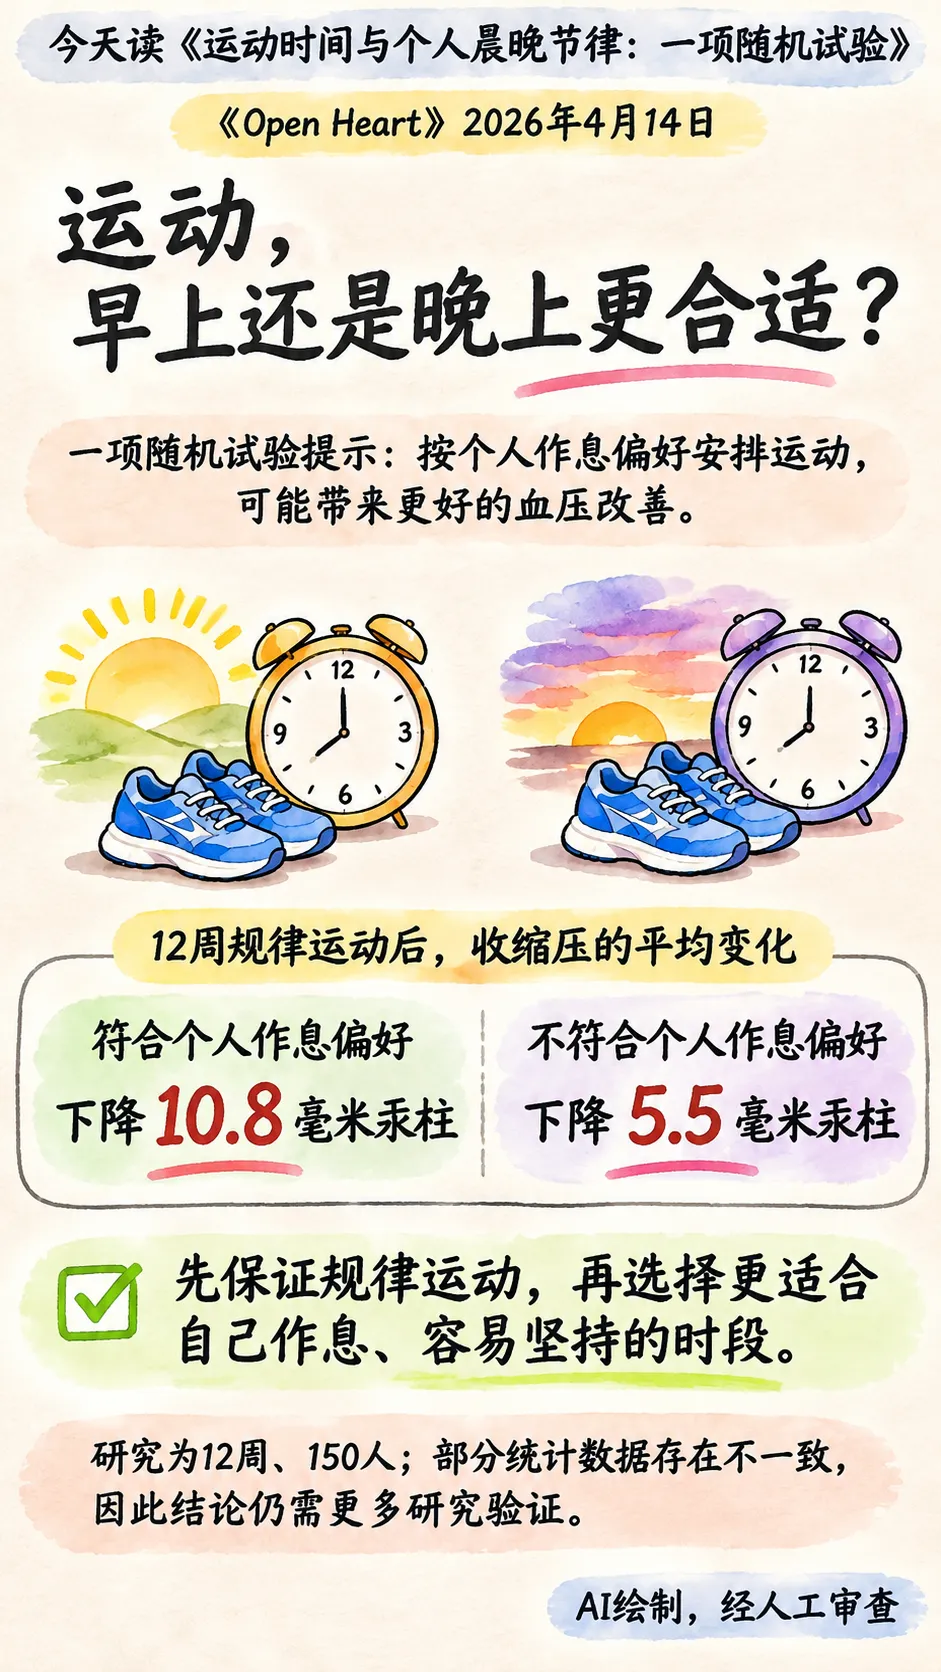 今天读《运动时间与个人晨晚节律：一项随机试验》
《Open Heart》2026年4月14日
运动，
早上还是晚上更合适？
一项随机试验提示：按个人作息偏好安排运动，
可能带来更好的血压改善。
12
9
3
6
12
9
3
6
12周规律运动后，收缩压的平均变化
符合个人作息偏好
下降10.8毫米汞柱
不符合个人作息偏好
下降5.5毫米汞柱
先保证规律运动，再选择更适合
自己作息、容易坚持的时段。
研究为12周、150人；部分统计数据存在不一致，
因此结论仍需更多研究验证。
AI绘制，经人工审查